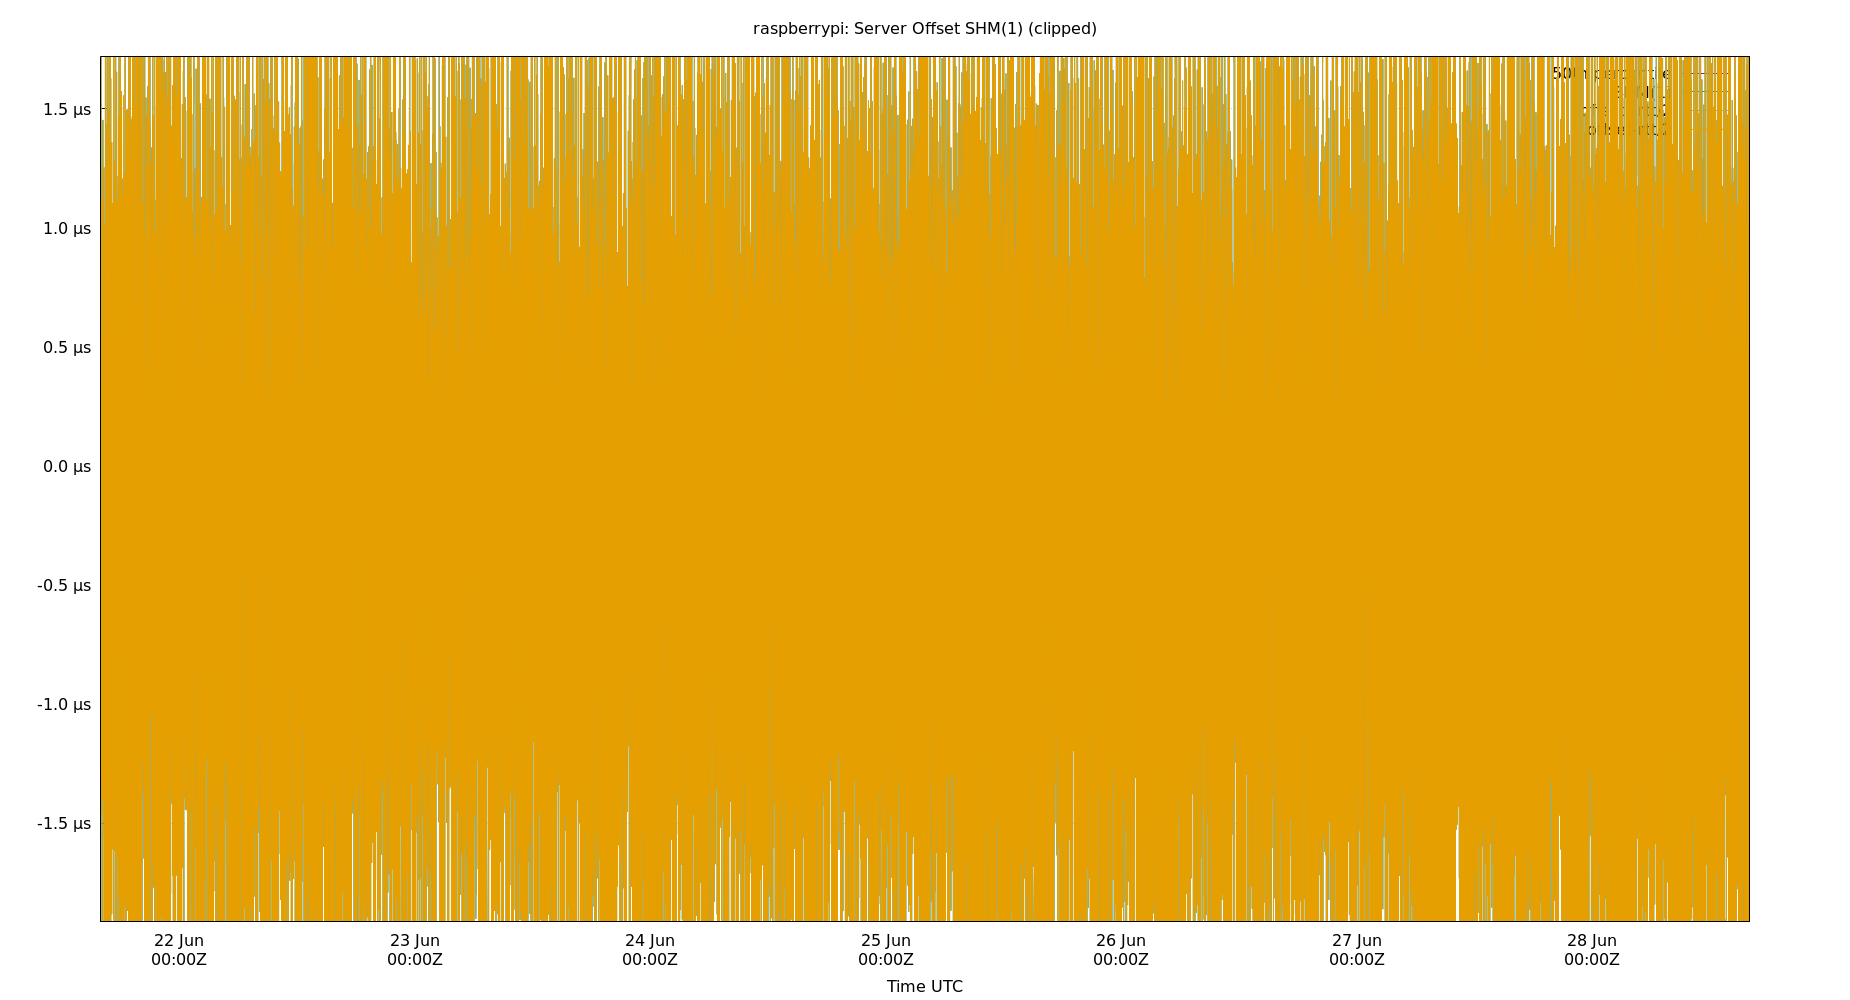 raspberrypi: Server Offset SHM(1) (clipped)
1.5 µs
1.0 µs
0.5 µs
0.0 µs
-0.5 µs
-1.0 µs
-1.5 µs
22 Jun 23 Jun 24 Jun 25 Jun 26 Jun 27 Jun 28 Jun
00:00Z 00:00Z 00:00Z 00:00Z 00:00Z 00:00Z 00:00Z
Time UTC